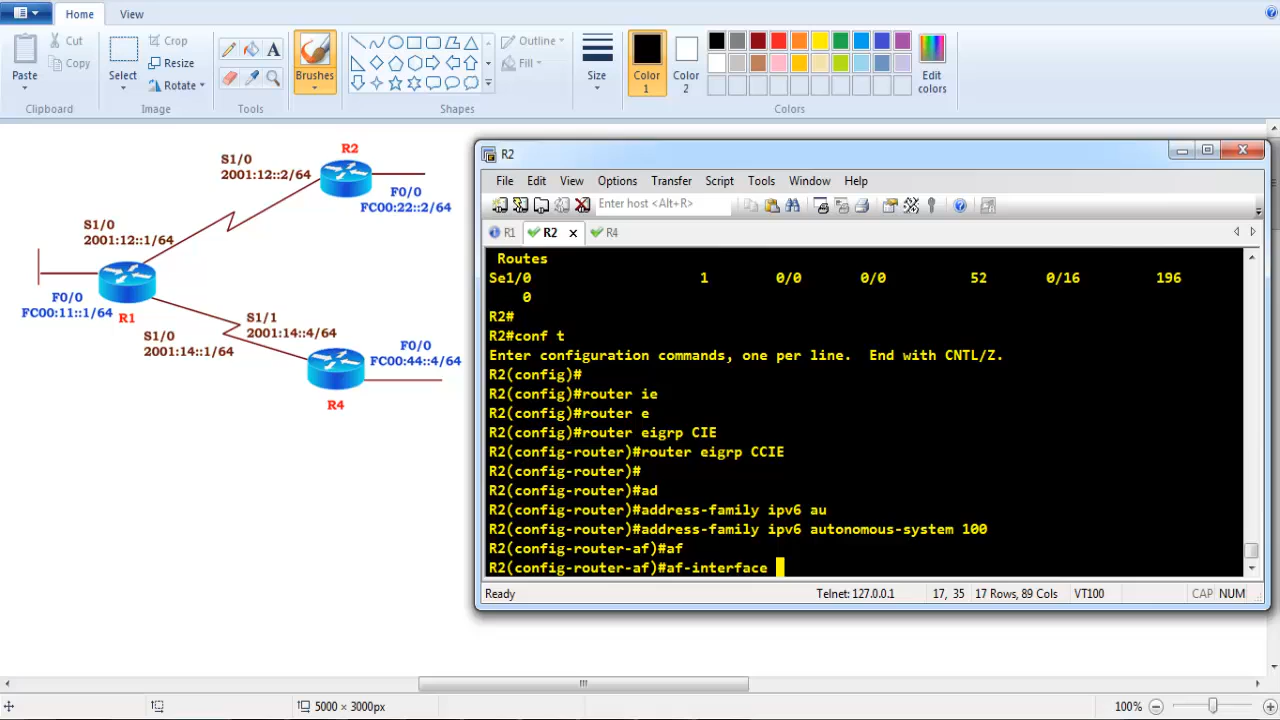 Home
View
Paste
Cut
Copy
Clipboard
Select
Crop
Resize
Rotate
Image
A
Tools
Brushes
Outline
Fill
Shapes
Size
Color
1
Color
2
Edit
colors
Colors
R2
S1/0
2001:12::2/64
F0/0
FC00:22::2/64
S1/0
2001:12::1/64
F0/0
FC00:11::1/64
R1
S1/1
2001:14::4/64
S1/0
2001:14::1/64
F0/0
FC00:44::4/64
R4
R2
File Edit View Options Transfer Script Tools Window Help
Enter host <Alt+R>
R1 R2 x R4
Routes
Se1/0 1 0/0 0/0 52 0/16 196
0
R2#
R2#conf t
Enter configuration commands, one per line. End with CNTL/Z.
R2(config)#
R2(config)#router ie
R2(config)#router e
R2(config)#router eigrp CIE
R2(config-router)#router eigrp CCIE
R2(config-router)#
R2(config-router)#ad
R2(config-router)#address-family ipv6 au
R2(config-router)#address-family ipv6 autonomous-system 100
R2(config-router-af)#af
R2(config-router-af)#af-interface
Ready Telnet: 127.0.0.1 17, 35 17 Rows, 89 Cols VT100 CAP NUM
5000 × 3000px 100%